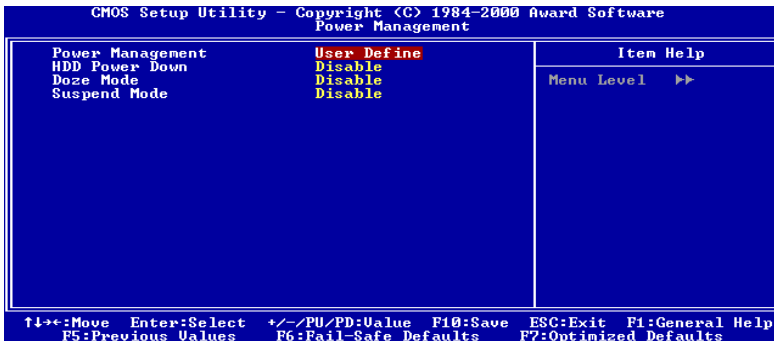 CMOS Setup Utility - Copyright (C) 1984-2000 Award Software
Power Management
Power Management User Define
HDD Power Down Disable
Doze Mode Disable
Suspend Mode Disable
Item Help
Menu Level ▸▸
↑↓→←:Move Enter:Select +/-/PU/PD:Value F10:Save ESC:Exit F1:General Help
F5:Previous Values F6:Fail-Safe Defaults F7:Optimized Defaults